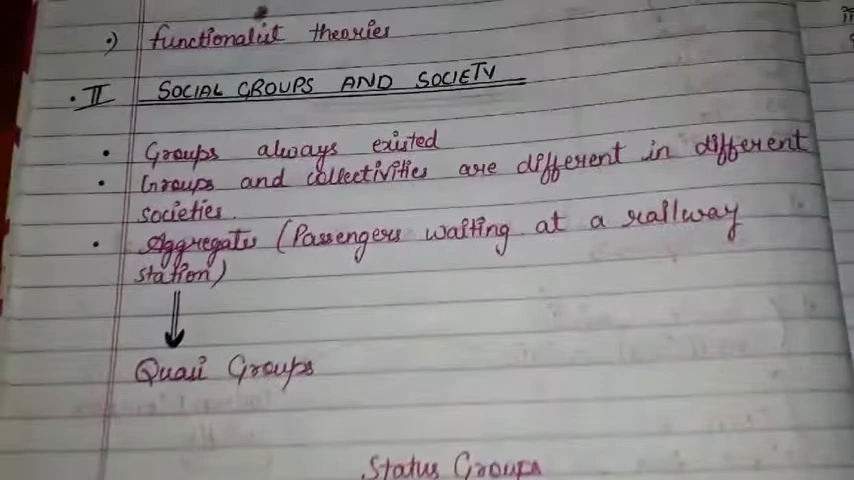 •) functionalist theories
• II SOCIAL GROUPS AND SOCIETY
• Groups always existed
• Groups and collectivities are different in different
societies.
• Aggregates (Passengers waiting at a railway
station)
Quasi Groups
Status Groups